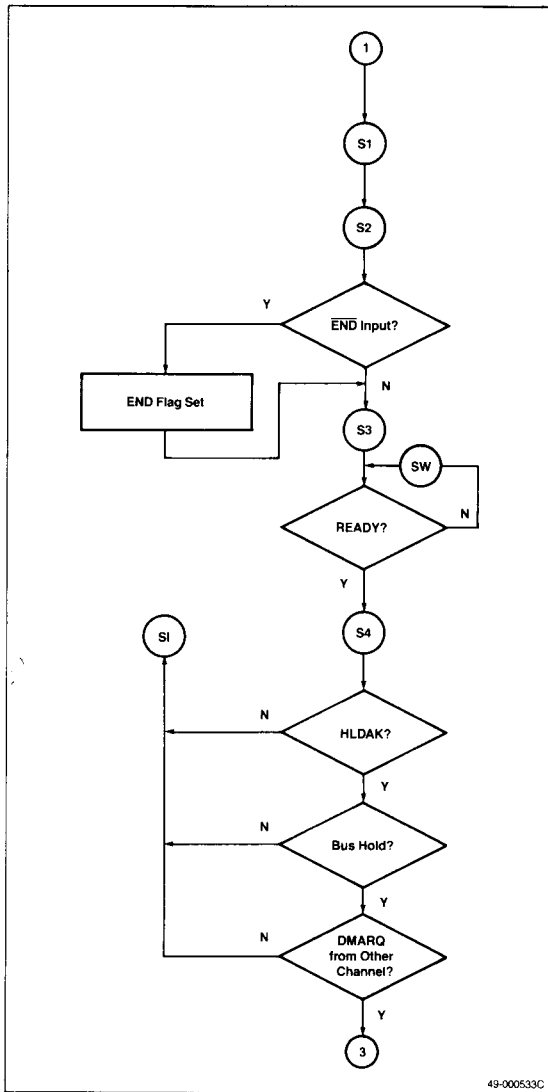 1
S1
S2
Y
END Input?
END Flag Set
N
S3
SW
READY?
N
Y
S4
SI
N
HLDAK?
Y
N
Bus Hold?
Y
N
DMARQ
from Other
Channel?
Y
3
49-000533C